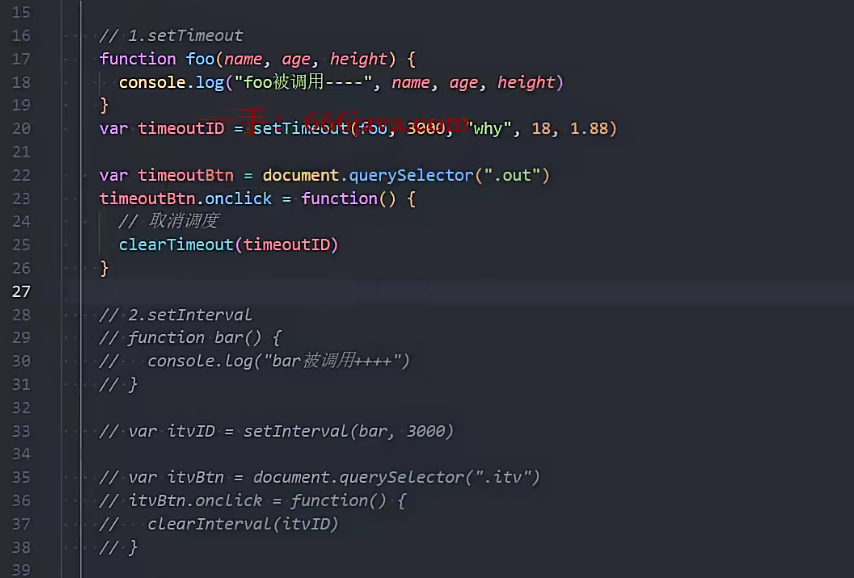 15
16 // 1.setTimeout
17 function foo(name, age, height) {
18 console.log("foo被调用----", name, age, height)
19 }
20 var timeoutID = setTimeout(foo, 3000, "why", 18, 1.88)
21
22 var timeoutBtn = document.querySelector(".out")
23 timeoutBtn.onclick = function() {
24 // 取消调度
25 clearTimeout(timeoutID)
26 }
27
28 // 2.setInterval
29 // function bar() {
30 // console.log("bar被调用++++")
31 // }
32
33 // var itvID = setInterval(bar, 3000)
34
35 // var itvBtn = document.querySelector(".itv")
36 // itvBtn.onclick = function() {
37 // clearInterval(itvID)
38 // }
39